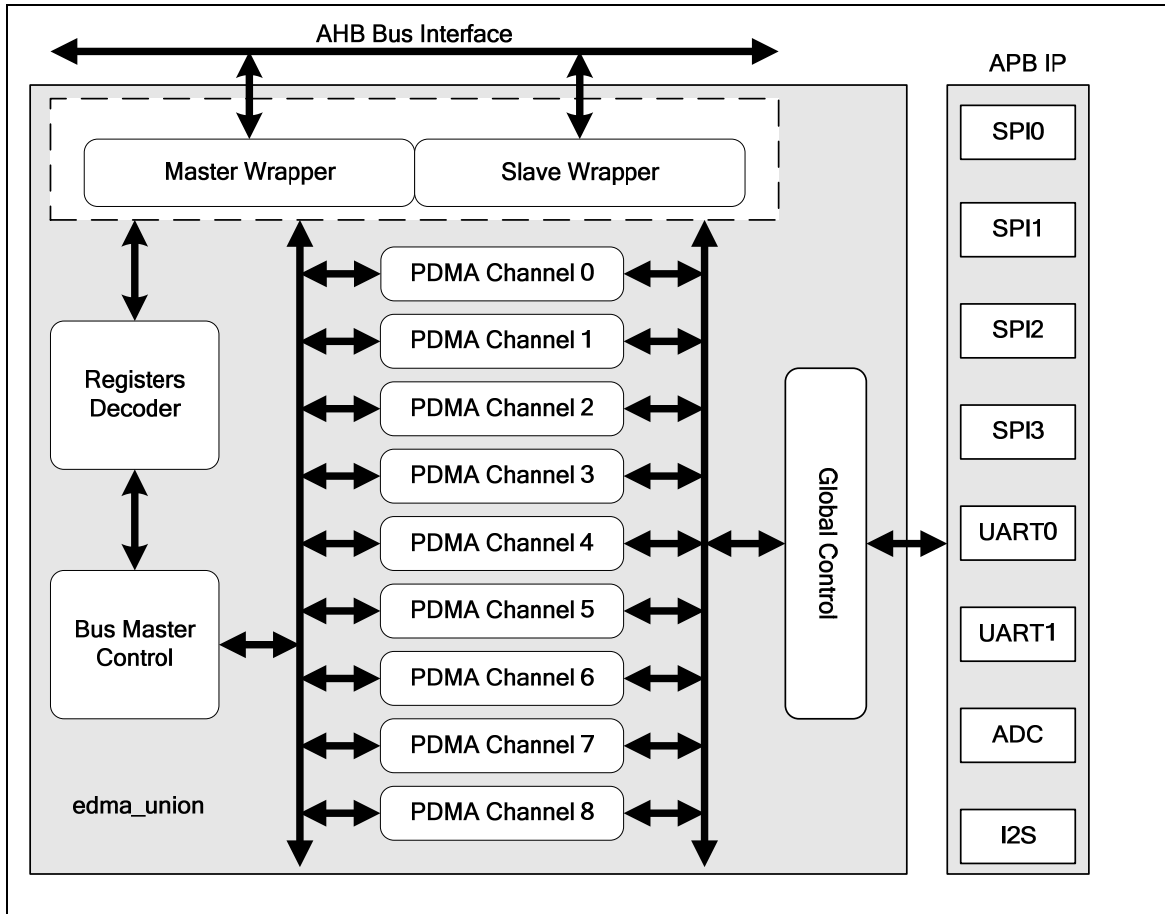 AHB Bus Interface
APB IP
Master Wrapper
Slave Wrapper
PDMA Channel 0
PDMA Channel 1
PDMA Channel 2
PDMA Channel 3
PDMA Channel 4
PDMA Channel 5
PDMA Channel 6
PDMA Channel 7
PDMA Channel 8
Registers
Decoder
Bus Master
Control
edma_union
Global Control
SPI0
SPI1
SPI2
SPI3
UART0
UART1
ADC
I2S